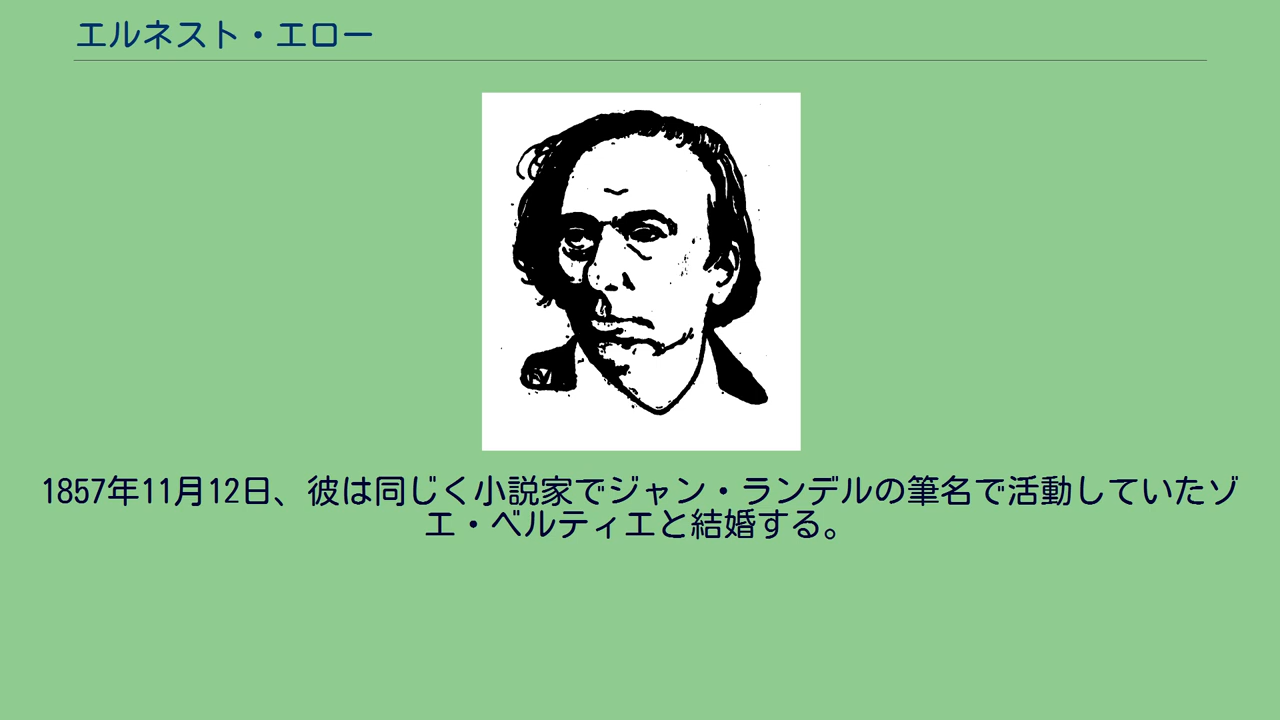 エルネスト・エロー
1857年11月12日、彼は同じく小説家でジャン・ランデルの筆名で活動していたゾ
エ・ベルティエと結婚する。